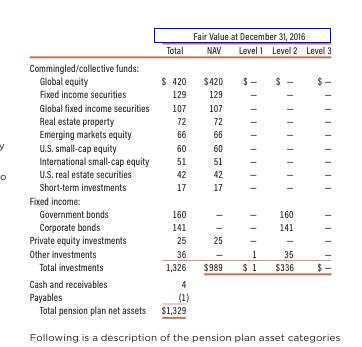 Fair Value at December 31, 2016
Total NAV Level 1 Level 2 Level 3
Commingled/collective funds:
Global equity $ 420 $420 $ — $ — $ —
Fixed income securities 129 129 — — —
Global fixed income securities 107 107 — — —
Real estate property 72 72 — — —
Emerging markets equity 66 66 — — —
U.S. small-cap equity 60 60 — — —
y
International small-cap equity 51 51 — — —
U.S. real estate securities 42 42 — — —
o
Short-term investments 17 17 — — —
Fixed income:
Government bonds 160 — — 160 —
Corporate bonds 141 — — 141 —
Private equity investments 25 25 — — —
Other investments 36 — 1 35 —
Total investments 1,326 $989 $ 1 $336 $ —
Cash and receivables 4
Payables (1)
Total pension plan net assets $1,329
Following is a description of the pension plan asset categories